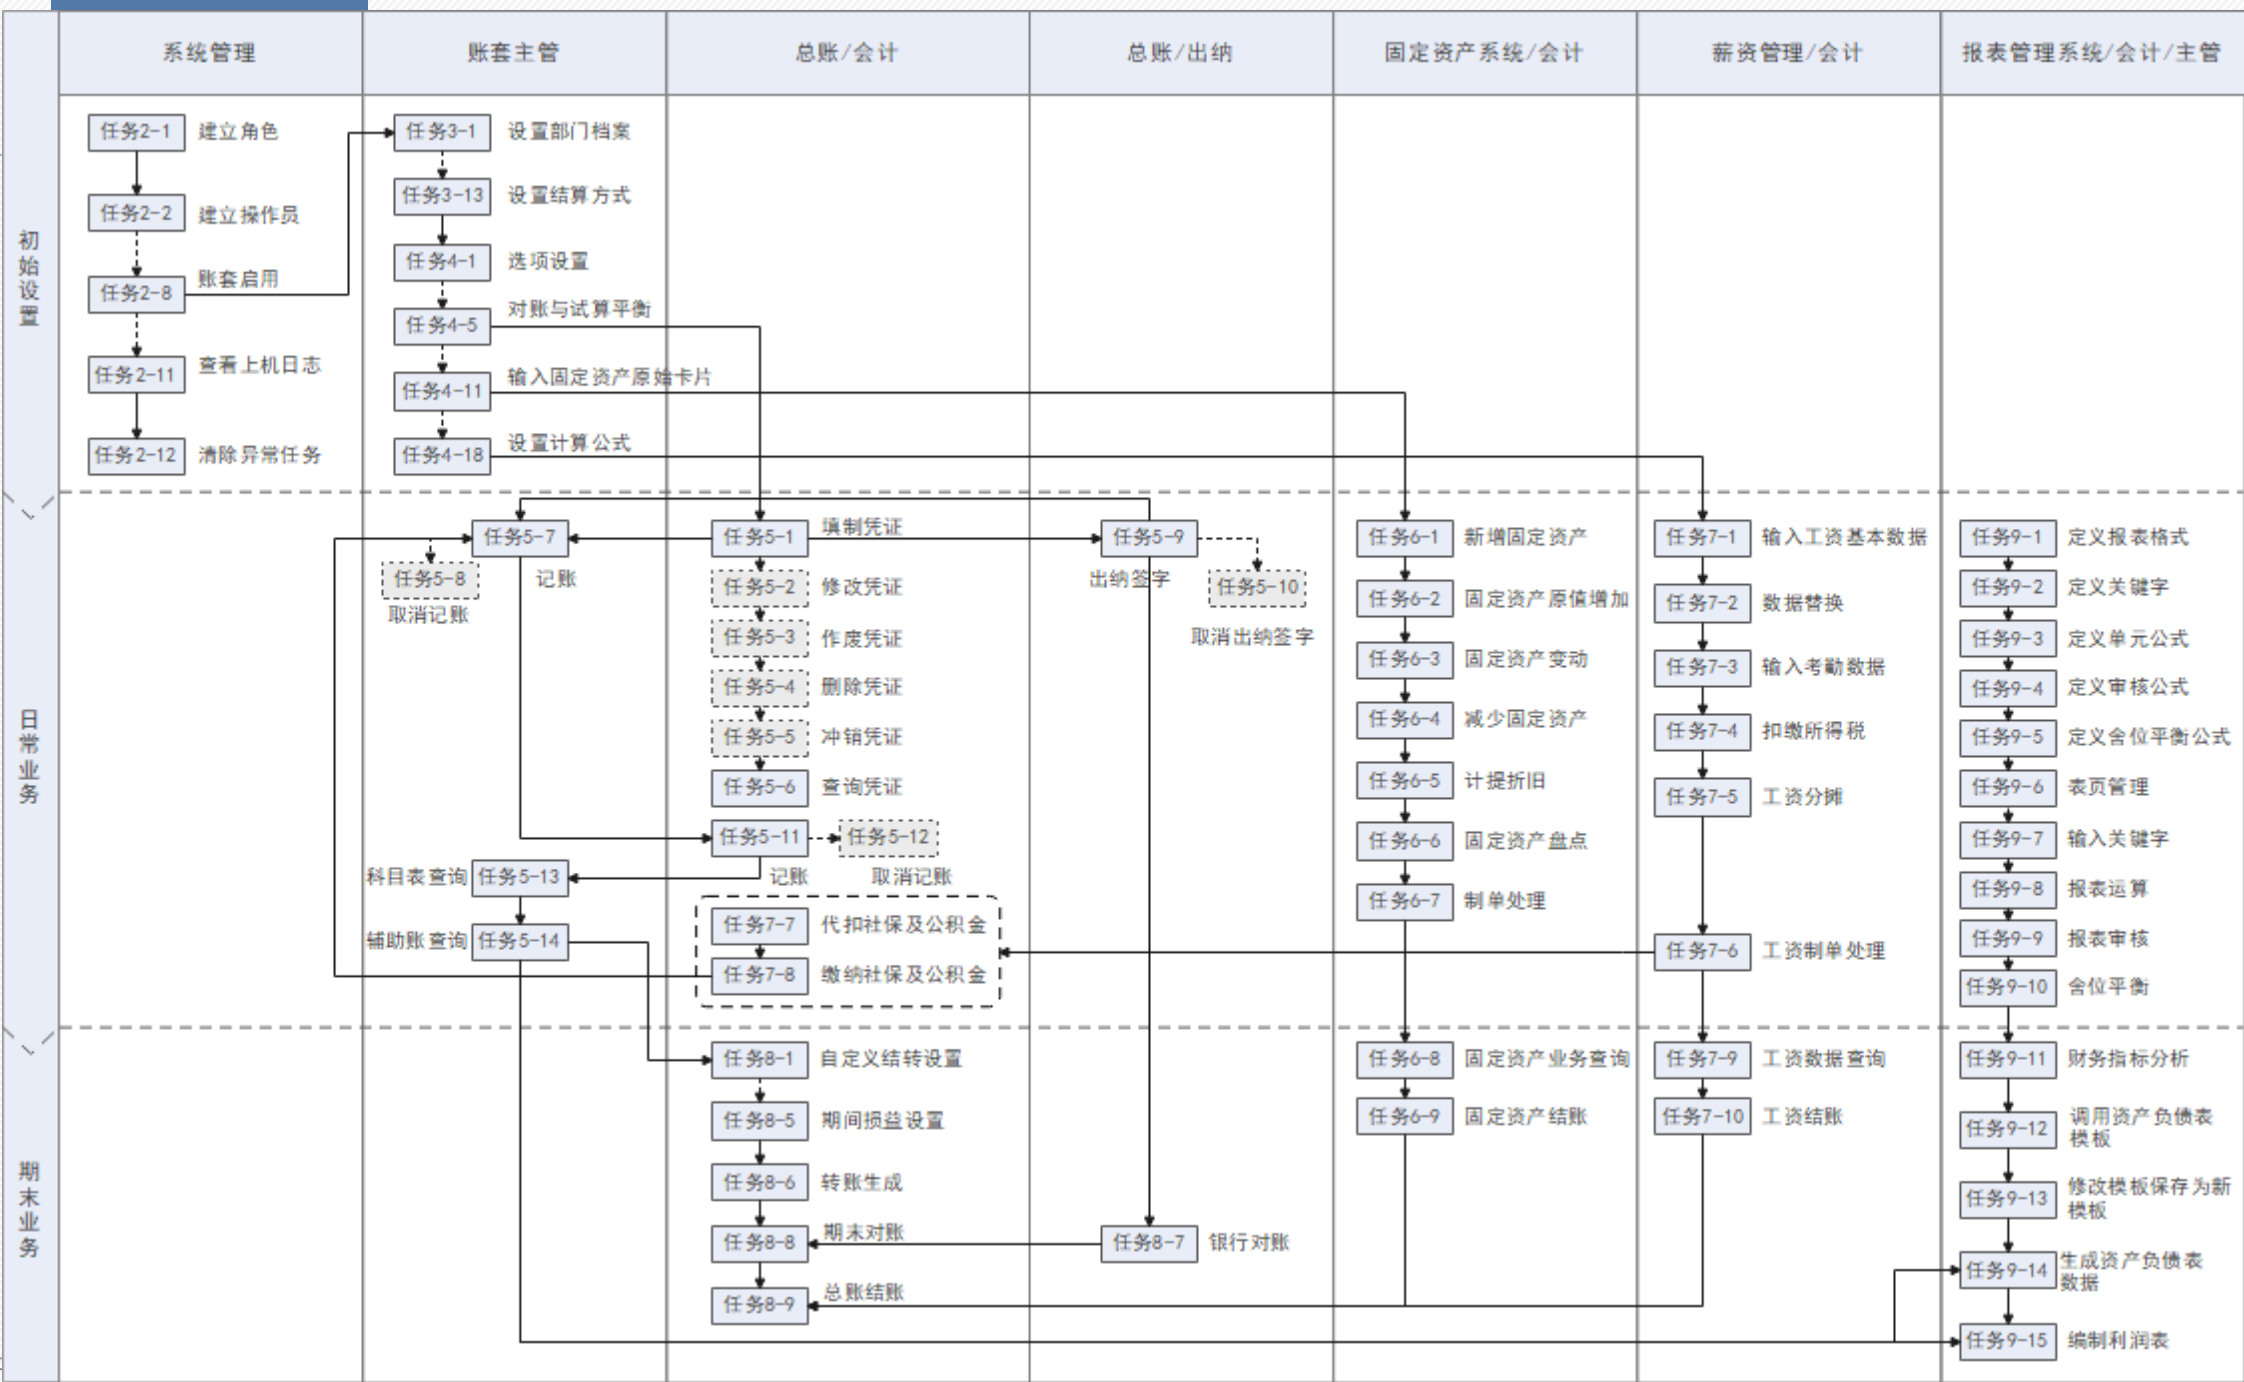 系统管理
账套主管
总账/会计
总账/出纳
固定资产系统/会计
薪资管理/会计
报表管理系统/会计/主管
初始设置
任务2-1 建立角色
任务2-2 建立操作员
任务2-8 账套启用
任务2-11 查看上机日志
任务2-12 清除异常任务
任务3-1 设置部门档案
任务3-13 设置结算方式
任务4-1 选项设置
任务4-5 对账与试算平衡
任务4-11 输入固定资产原始卡片
任务4-18 设置计算公式
日常业务
任务5-7 记账
任务5-8 取消记账
科目表查询 任务5-13
辅助账查询 任务5-14
任务5-1 填制凭证
任务5-2 修改凭证
任务5-3 作废凭证
任务5-4 删除凭证
任务5-5 冲销凭证
任务5-6 查询凭证
任务5-11 记账
任务5-12 取消记账
任务7-7 代扣社保及公积金
任务7-8 缴纳社保及公积金
任务5-9 出纳签字
任务5-10 取消出纳签字
任务6-1 新增固定资产
任务6-2 固定资产原值增加
任务6-3 固定资产变动
任务6-4 减少固定资产
任务6-5 计提折旧
任务6-6 固定资产盘点
任务6-7 制单处理
任务7-1 输入工资基本数据
任务7-2 数据替换
任务7-3 输入考勤数据
任务7-4 扣缴所得税
任务7-5 工资分摊
任务7-6 工资制单处理
任务9-1 定义报表格式
任务9-2 定义关键字
任务9-3 定义单元公式
任务9-4 定义审核公式
任务9-5 定义舍位平衡公式
任务9-6 表页管理
任务9-7 输入关键字
任务9-8 报表运算
任务9-9 报表审核
任务9-10 舍位平衡
期末业务
任务8-1 自定义结转设置
任务8-5 期间损益设置
任务8-6 转账生成
任务8-8 期末对账
任务8-9 总账结账
任务8-7 银行对账
任务6-8 固定资产业务查询
任务6-9 固定资产结账
任务7-9 工资数据查询
任务7-10 工资结账
任务9-11 财务指标分析
任务9-12 调用资产负债表
模板
任务9-13 修改模板保存为新
模板
任务9-14 生成资产负债表
数据
任务9-15 编制利润表